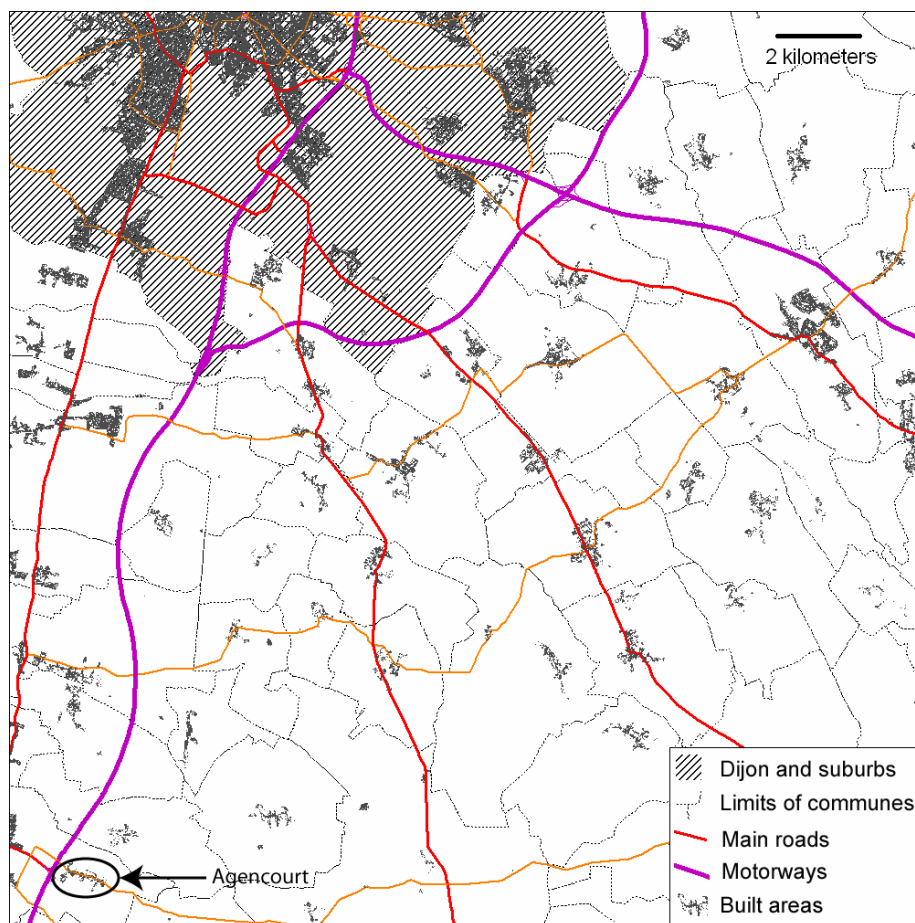 2 kilometers
Dijon and suburbs
Limits of communes
Main roads
Motorways
Built areas
Agencourt